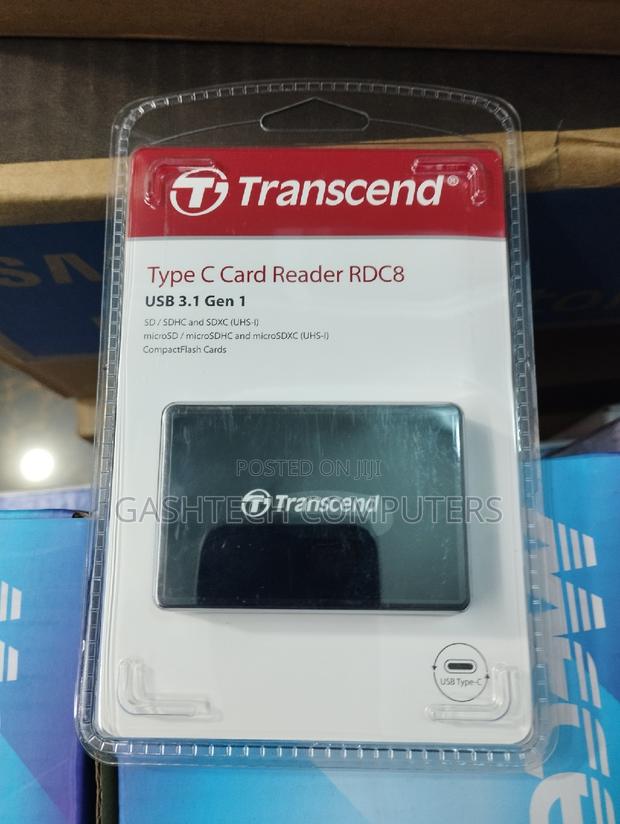 Transcend®
Type C Card Reader RDC8
USB 3.1 Gen 1
SD / SDHC and SDXC (UHS-I)
microSD / microSDHC and microSDXC (UHS-I)
CompactFlash Cards
POSTED ON JIJI
GASHTECH COMPUTERS
Transcend
USB Type-C